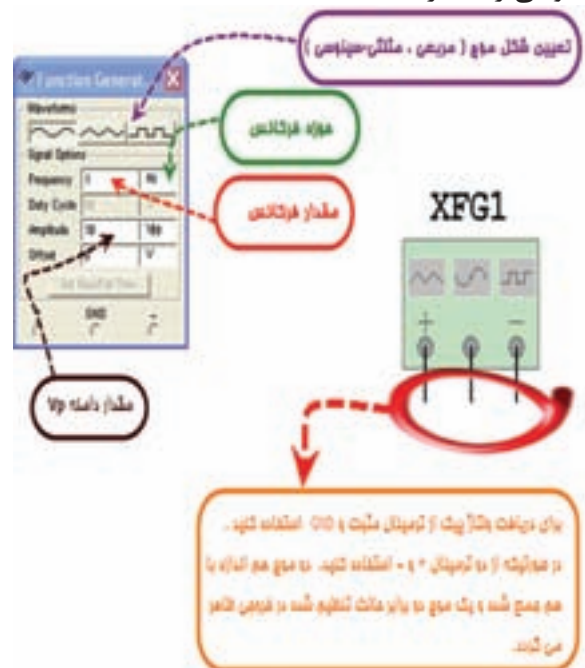 تعیین شکل موج ( مربعی ، مثلثی-سینوسی )
Function Generat
Waveforms
Signal Options
حوزه فرکانس
Frequency 1 Hz
Duty Cycle
مقدار فرکانس
Amplitude 10 Vp
Offset V
XFG1
+ GND -
+ -
مقدار دامنه Vp
برای دریافت ولتاژ پیک از ترمینال مثبت و GND استفاده کنید .
در صورتیکه از دو ترمینال + و - استفاده کنید، دو موج هم اندازه با
هم جمع شده و یک موج دو برابر حالت تنظیم شده در خروجی ظاهر
می گردد.